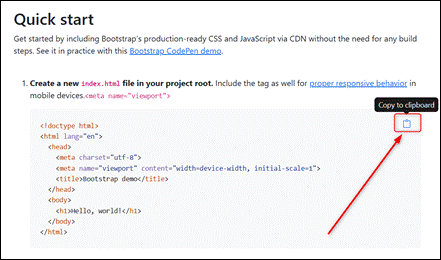 Quick start
Get started by including Bootstrap's production-ready CSS and JavaScript via CDN without the need for any build
steps. See it in practice with this Bootstrap CodePen demo.
1. Create a new index.html file in your project root. Include the tag as well for proper responsive behavior in
mobile devices.<meta name="viewport">
Copy to clipboard
<!doctype html>
<html lang="en">
<head>
<meta charset="utf-8">
<meta name="viewport" content="width=device-width, initial-scale=1">
<title>Bootstrap demo</title>
</head>
<body>
<h1>Hello, world!</h1>
</body>
</html>